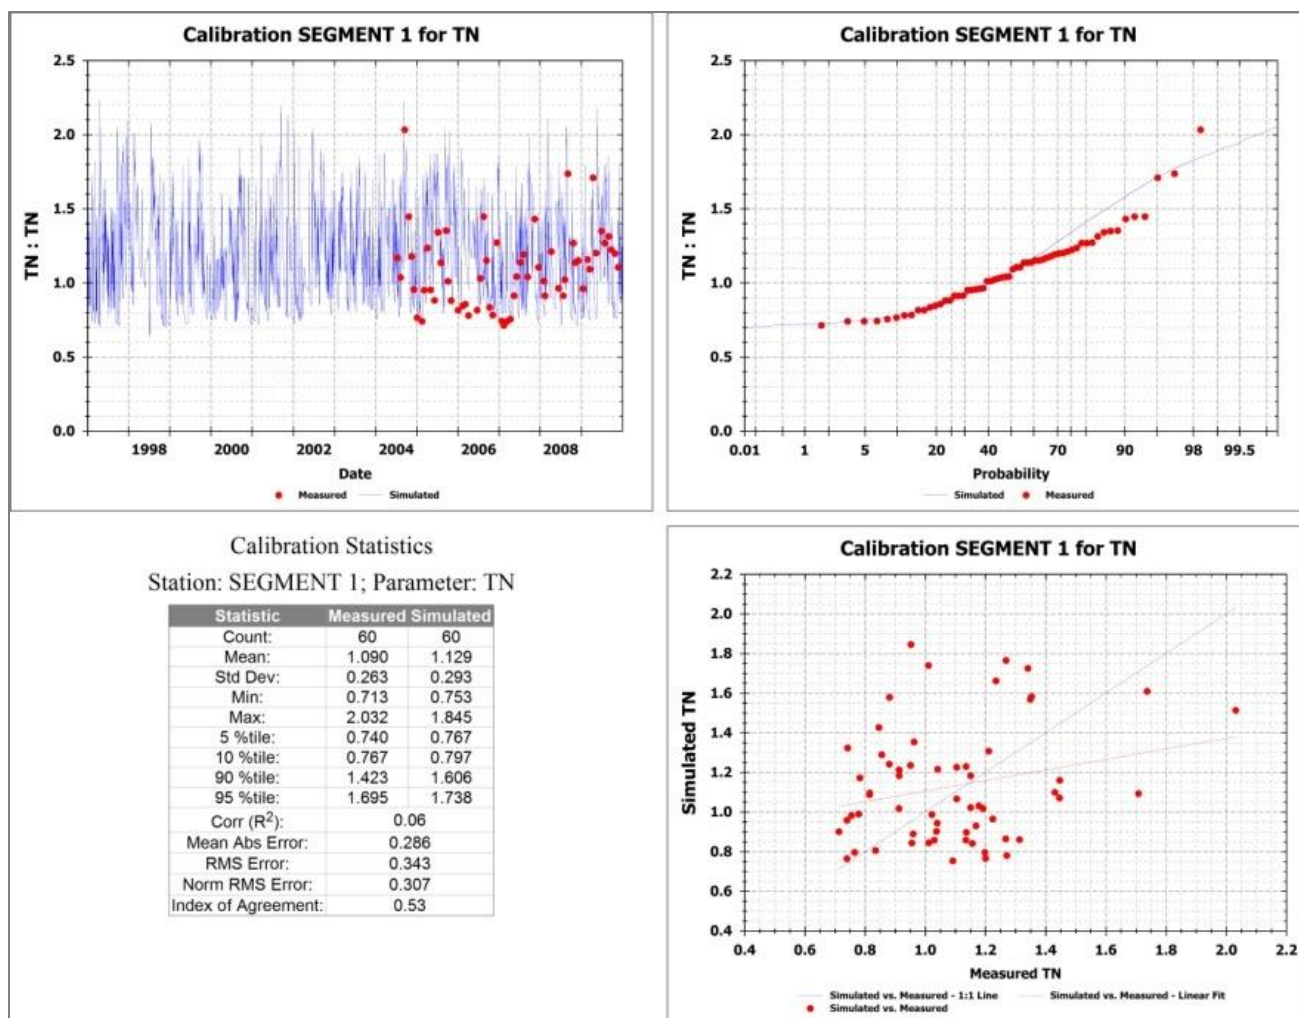 Calibration SEGMENT 1 for TN
2.5
2.0
1.5
1.0
0.5
0.0
TN : TN
1998 2000 2002 2004 2006 2008
Date
Measured Simulated
Calibration SEGMENT 1 for TN
2.5
2.0
1.5
1.0
0.5
0.0
TN : TN
0.01 1 5 20 40 70 90 98 99.5
Probability
Simulated Measured
Calibration Statistics
Station: SEGMENT 1; Parameter: TN
Statistic Measured Simulated
Count: 60 60
Mean: 1.090 1.129
Std Dev: 0.263 0.293
Min: 0.713 0.753
Max: 2.032 1.845
5 %tile: 0.740 0.767
10 %tile: 0.767 0.797
90 %tile: 1.423 1.606
95 %tile: 1.695 1.738
Corr (R²): 0.06
Mean Abs Error: 0.286
RMS Error: 0.343
Norm RMS Error: 0.307
Index of Agreement: 0.53
Calibration SEGMENT 1 for TN
2.2
2.0
1.8
1.6
1.4
1.2
1.0
0.8
0.6
0.4
Simulated TN
0.4 0.6 0.8 1.0 1.2 1.4 1.6 1.8 2.0 2.2
Measured TN
Simulated vs. Measured - 1:1 Line Simulated vs. Measured - Linear Fit
Simulated vs. Measured